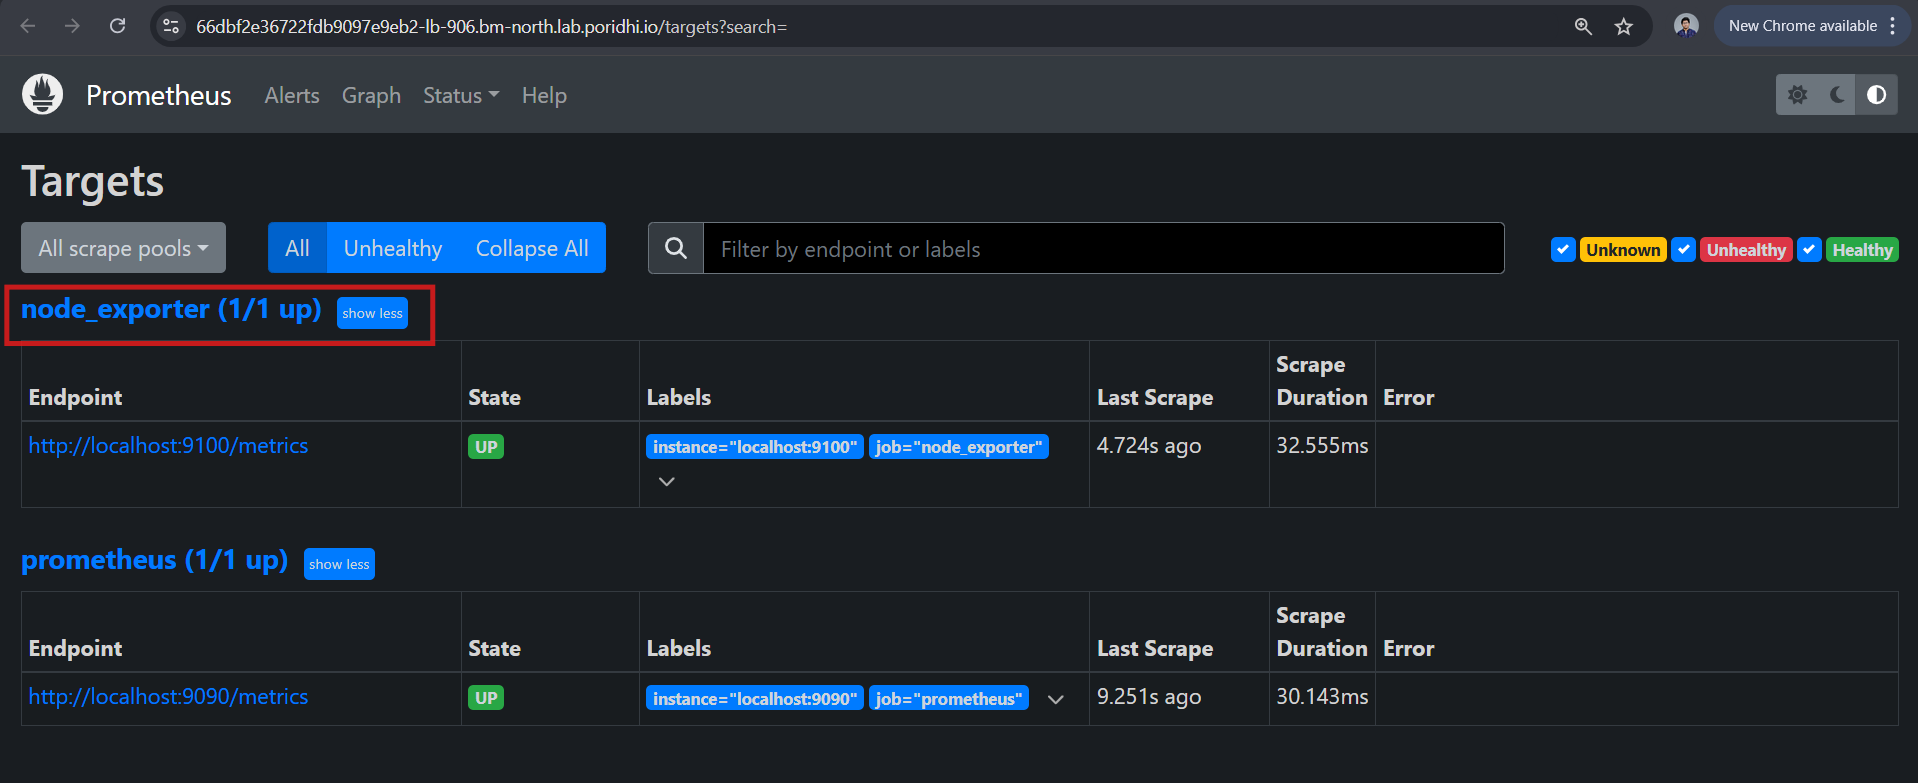 66dbf2e36722fdb9097e9eb2-lb-906.bm-north.lab.poridhi.io/targets?search=
New Chrome available
Prometheus Alerts Graph Status Help
Targets
All scrape pools All Unhealthy Collapse All Filter by endpoint or labels Unknown Unhealthy Healthy
node_exporter (1/1 up) show less
Endpoint State Labels Last Scrape Scrape Duration Error
http://localhost:9100/metrics UP instance="localhost:9100" job="node_exporter" 4.724s ago 32.555ms
prometheus (1/1 up) show less
Endpoint State Labels Last Scrape Scrape Duration Error
http://localhost:9090/metrics UP instance="localhost:9090" job="prometheus" 9.251s ago 30.143ms